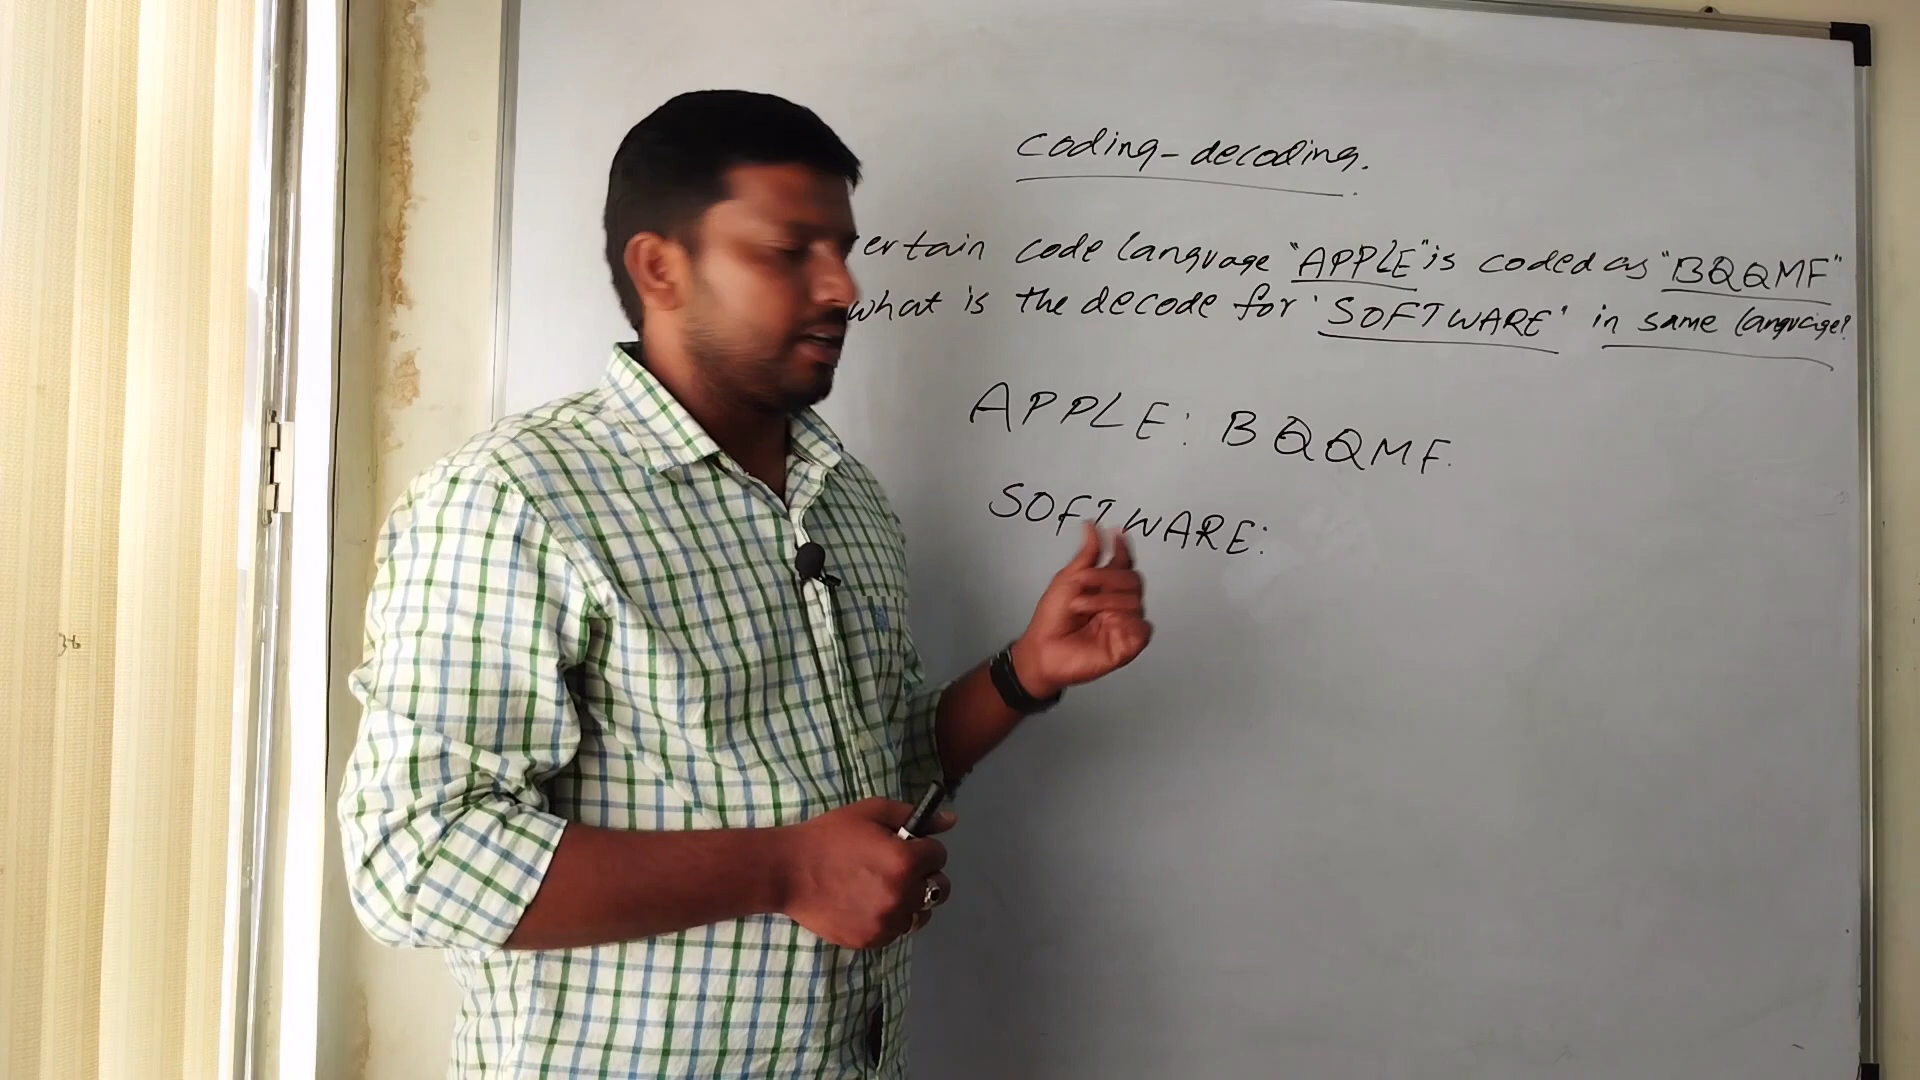 coding-decoding.
ertain code language "APPLE" is coded as "BQQMF"
what is the decode for 'SOFTWARE' in same language?
APPLE: BQQMF.
SOFTWARE: